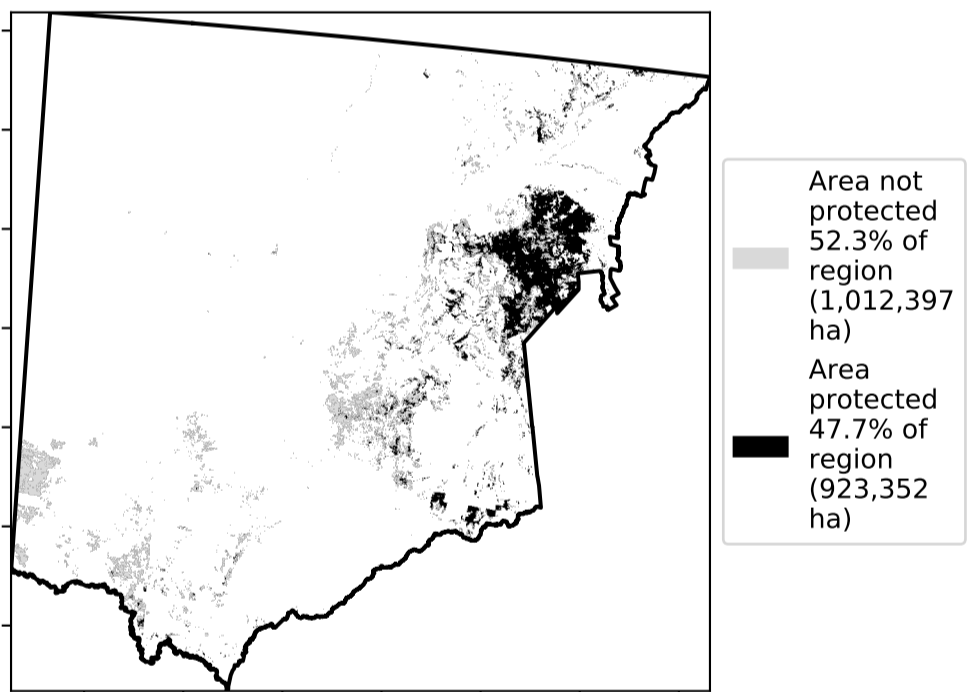 Area not
protected
52.3% of
region
(1,012,397
ha)
Area
protected
47.7% of
region
(923,352
ha)